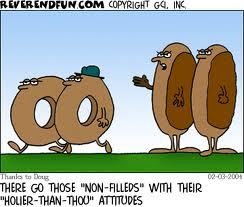 REVERENDFUN.COM COPYRIGHT GG, INC.
Thanks to Doug 02-03-2004
THERE GO THOSE "NON-FILLEDS" WITH THEIR
"HOLIER-THAN-THOU" ATTITUDES